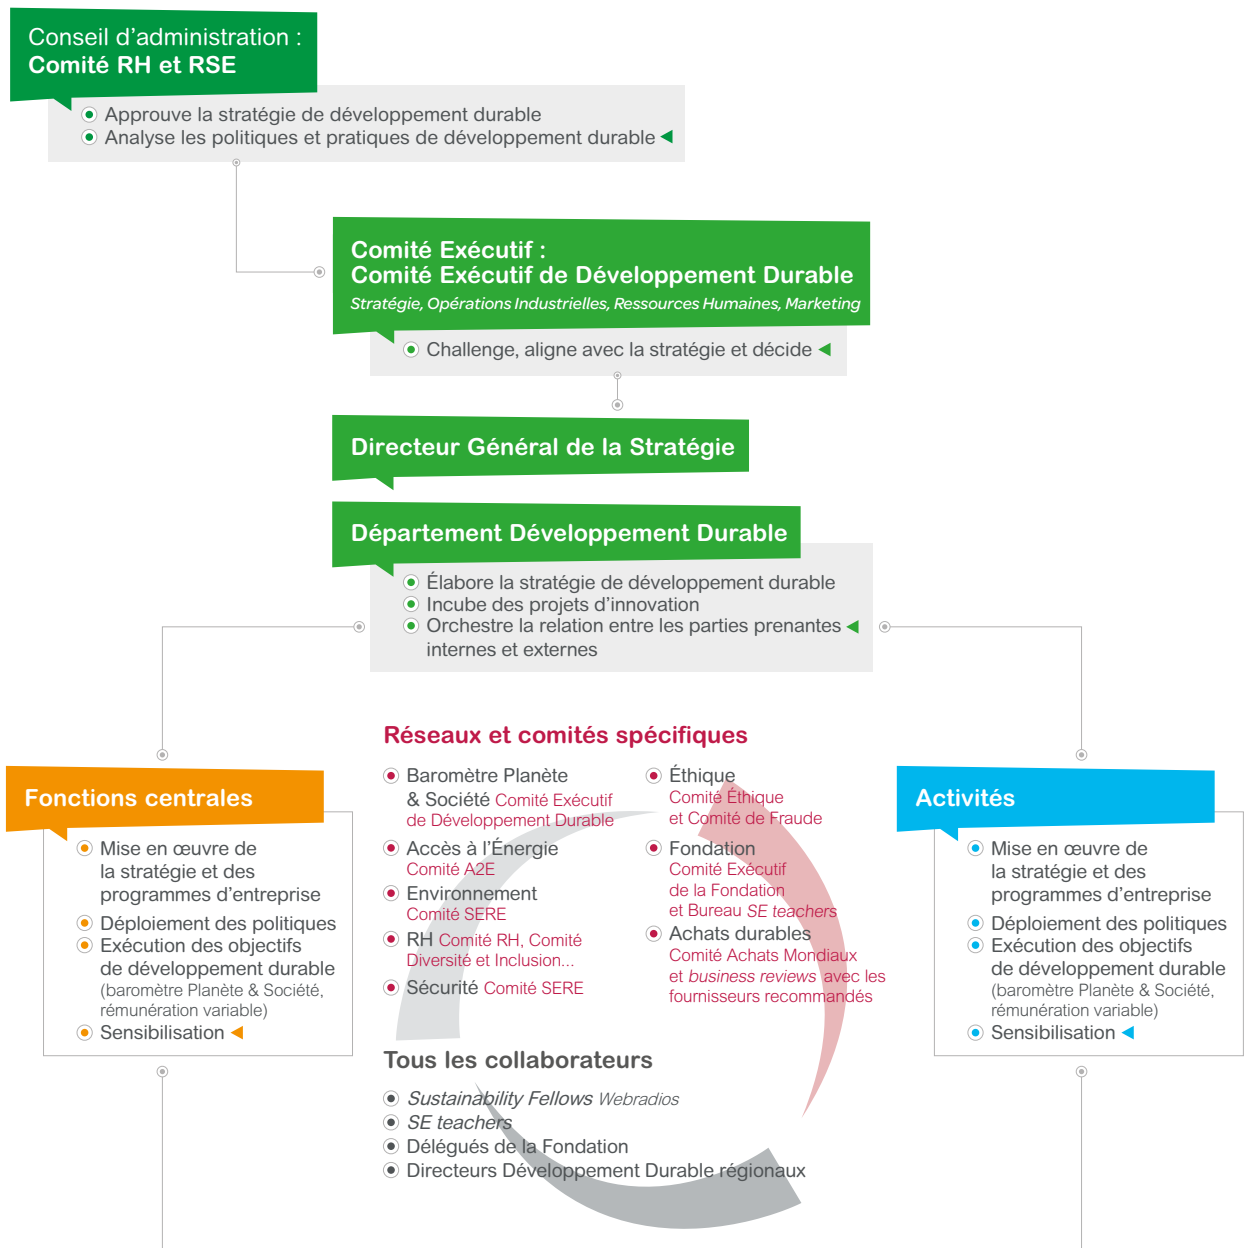 Conseil d’administration :
Comité RH et RSE
Approuve la stratégie de développement durable
Analyse les politiques et pratiques de développement durable
Comité Exécutif :
Comité Exécutif de Développement Durable
Stratégie, Opérations Industrielles, Ressources Humaines, Marketing
Challenge, aligne avec la stratégie et décide
Directeur Général de la Stratégie
Département Développement Durable
Élabore la stratégie de développement durable
Incube des projets d’innovation
Orchestre la relation entre les parties prenantes
internes et externes
Fonctions centrales
Mise en œuvre de
la stratégie et des
programmes d’entreprise
Déploiement des politiques
Exécution des objectifs
de développement durable
(baromètre Planète & Société,
rémunération variable)
Sensibilisation
Réseaux et comités spécifiques
Baromètre Planète
& Société Comité Exécutif
de Développement Durable
Accès à l’Énergie
Comité A2E
Environnement
Comité SERE
RH Comité RH, Comité
Diversité et Inclusion...
Sécurité Comité SERE
Éthique
Comité Éthique
et Comité de Fraude
Fondation
Comité Exécutif
de la Fondation
et Bureau SE teachers
Achats durables
Comité Achats Mondiaux
et business reviews avec les
fournisseurs recommandés
Tous les collaborateurs
Sustainability Fellows Webradios
SE teachers
Délégués de la Fondation
Directeurs Développement Durable régionaux
Activités
Mise en œuvre de
la stratégie et des
programmes d’entreprise
Déploiement des politiques
Exécution des objectifs
de développement durable
(baromètre Planète & Société,
rémunération variable)
Sensibilisation